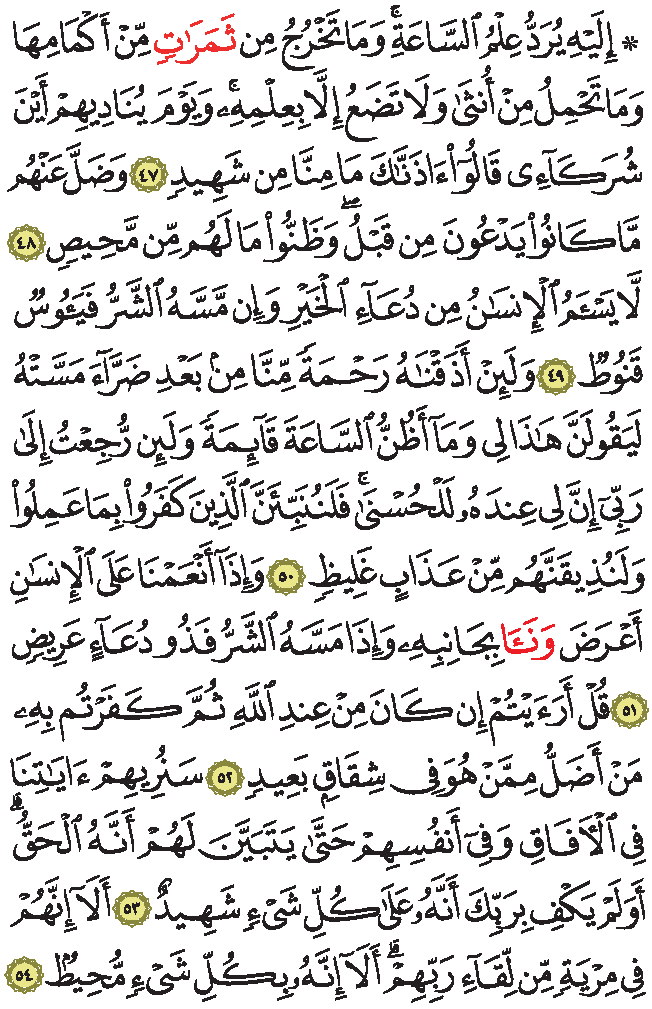 * إِلَيْهِ يُرَدُّ عِلْمُ ٱلسَّاعَةِۚ وَمَا تَخْرُجُ مِن ثَمَرَٰتٖ مِّنْ أَكْمَامِهَا
وَمَا تَحْمِلُ مِنْ أُنثَىٰ وَلَا تَضَعُ إِلَّا بِعِلْمِهِۦۚ وَيَوْمَ يُنَادِيهِمْ أَيْنَ
شُرَكَآءِى قَالُوٓاْ ءَاذَنَّٰكَ مَا مِنَّا مِن شَهِيدٖ ٤٧ وَضَلَّ عَنْهُم
مَّا كَانُواْ يَدْعُونَ مِن قَبْلُۖ وَظَنُّواْ مَا لَهُم مِّن مَّحِيصٖ ٤٨
لَّا يَسْـَٔمُ ٱلْإِنسَٰنُ مِن دُعَآءِ ٱلْخَيْرِ وَإِن مَّسَّهُ ٱلشَّرُّ فَيَـُٔوسٞ
قَنُوطٞ ٤٩ وَلَئِنْ أَذَقْنَٰهُ رَحْمَةٗ مِّنَّا مِنۢ بَعْدِ ضَرَّآءَ مَسَّتْهُ
لَيَقُولَنَّ هَٰذَا لِى وَمَآ أَظُنُّ ٱلسَّاعَةَ قَآئِمَةٗ وَلَئِن رُّجِعْتُ إِلَىٰ
رَبِّىٓ إِنَّ لِى عِندَهُۥ لَلْحُسْنَىٰۚ فَلَنُنَبِّئَنَّ ٱلَّذِينَ كَفَرُواْ بِمَا عَمِلُواْ
وَلَنُذِيقَنَّهُم مِّنْ عَذَابٍ غَلِيظٖ ٥٠ وَإِذَآ أَنْعَمْنَا عَلَى ٱلْإِنسَٰنِ
أَعْرَضَ وَنَـَٔا بِجَانِبِهِۦ وَإِذَا مَسَّهُ ٱلشَّرُّ فَذُو دُعَآءٍ عَرِيضٖ
٥١ قُلْ أَرَءَيْتُمْ إِن كَانَ مِنْ عِندِ ٱللَّهِ ثُمَّ كَفَرْتُم بِهِۦ
مَنْ أَضَلُّ مِمَّنْ هُوَ فِى شِقَاقِۭ بَعِيدٖ ٥٢ سَنُرِيهِمْ ءَايَٰتِنَا
فِى ٱلْأٓفَاقِ وَفِىٓ أَنفُسِهِمْ حَتَّىٰ يَتَبَيَّنَ لَهُمْ أَنَّهُ ٱلْحَقُّۗ
أَوَلَمْ يَكْفِ بِرَبِّكَ أَنَّهُۥ عَلَىٰ كُلِّ شَىْءٖ شَهِيدٌ ٥٣ أَلَآ إِنَّهُمْ
فِى مِرْيَةٖ مِّن لِّقَآءِ رَبِّهِمْۗ أَلَآ إِنَّهُۥ بِكُلِّ شَىْءٖ مُّحِيطُۢ ٥٤